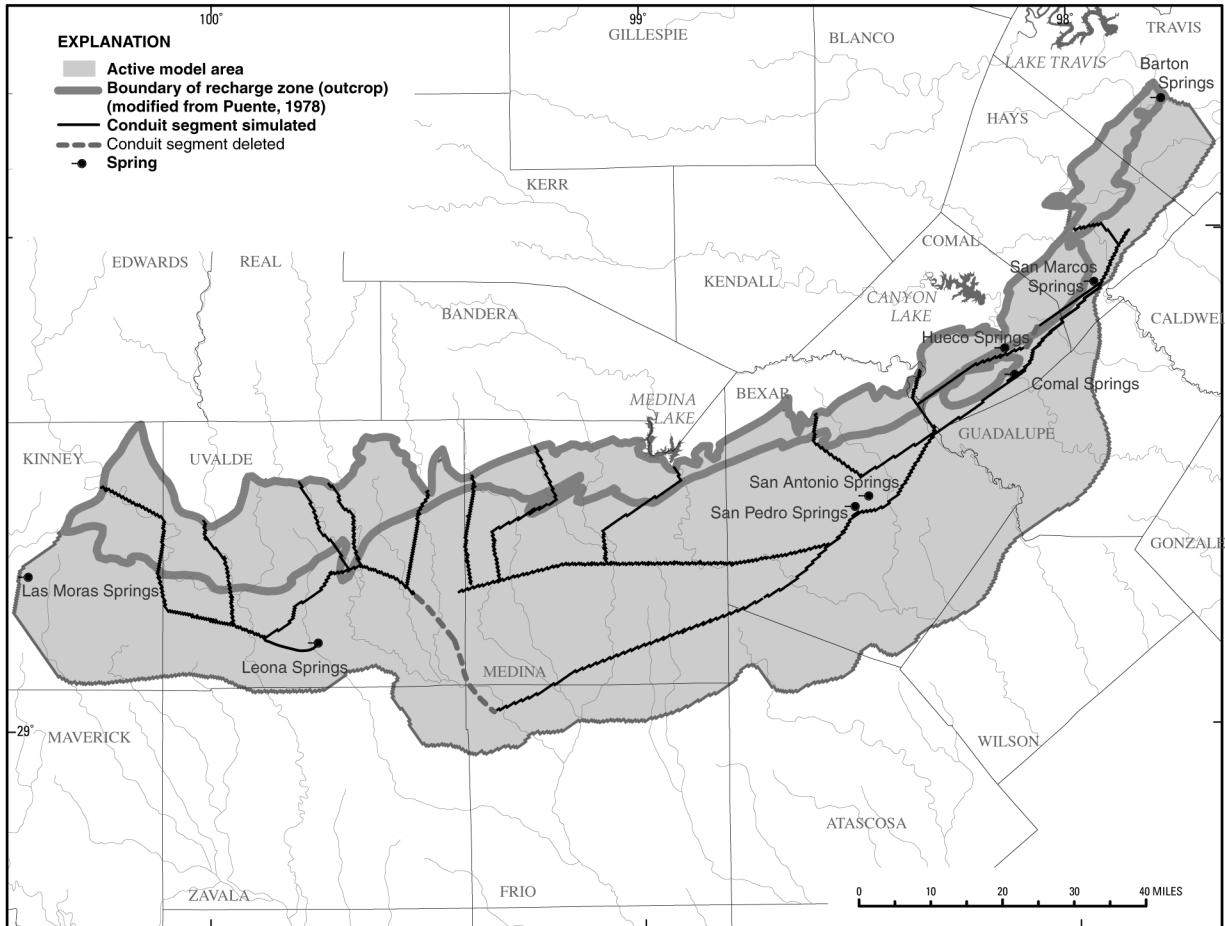 100°
99°
98°
EXPLANATION
Active model area
Boundary of recharge zone (outcrop)
(modified from Puente, 1978)
Conduit segment simulated
Conduit segment deleted
Spring
GILLESPIE
BLANCO
TRAVIS
LAKE TRAVIS
Barton
Springs
HAYS
KERR
COMAL
EDWARDS
REAL
KENDALL
San Marcos
Springs
CANYON
LAKE
BANDERA
CALDWEL
Hueco Springs
Comal Springs
MEDINA
LAKE
BEXAR
GUADALUPE
KINNEY
UVALDE
San Antonio Springs
San Pedro Springs
GONZALE
Las Moras Springs
Leona Springs
MEDINA
29°
MAVERICK
WILSON
ATASCOSA
ZAVALA
FRIO
0 10 20 30 40 MILES